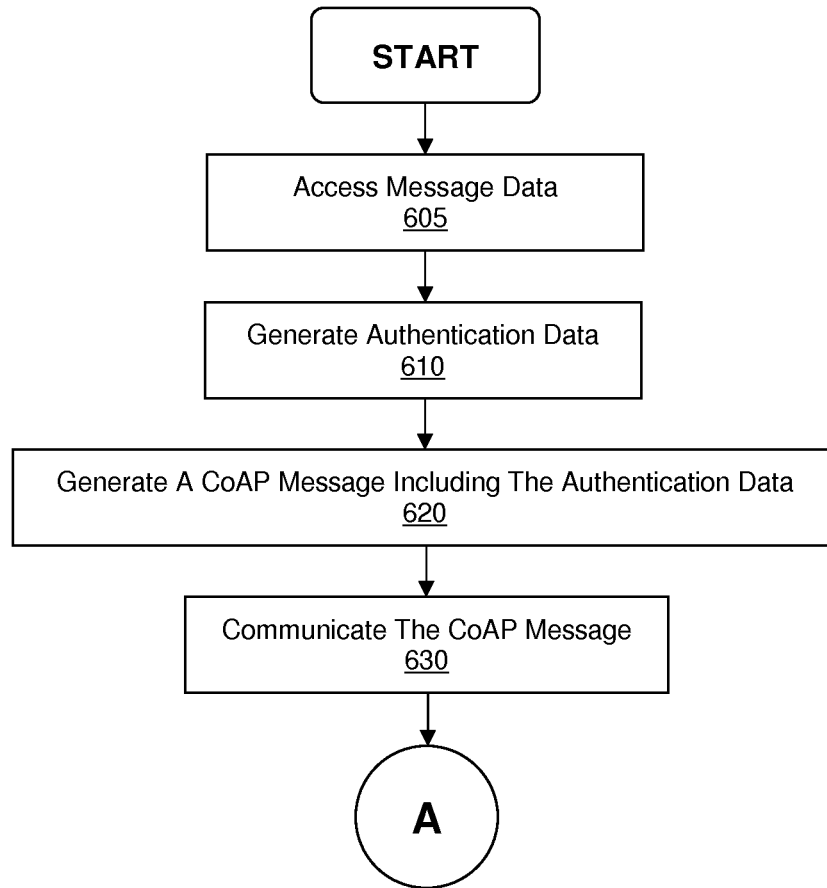 START
Access Message Data
605
Generate Authentication Data
610
Generate A CoAP Message Including The Authentication Data
620
Communicate The CoAP Message
630
A